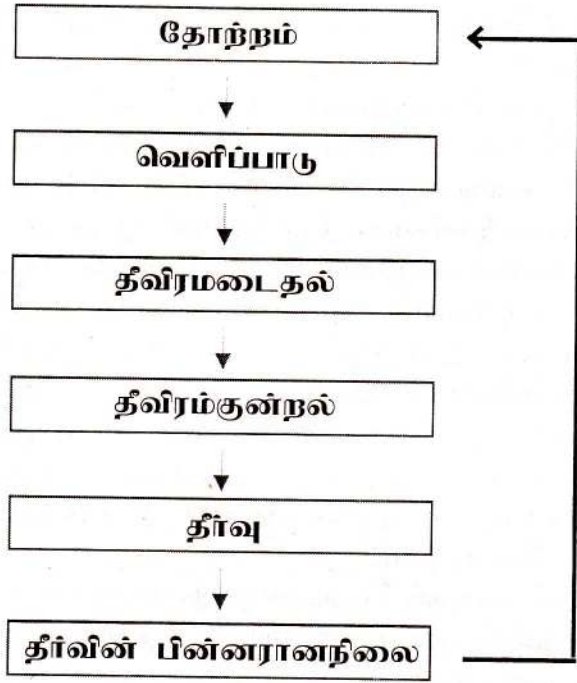 தோற்றம்
வெளிப்பாடு
தீவிரமடைதல்
தீவிரம்குன்றல்
தீர்வு
தீர்வின் பின்னரானநிலை